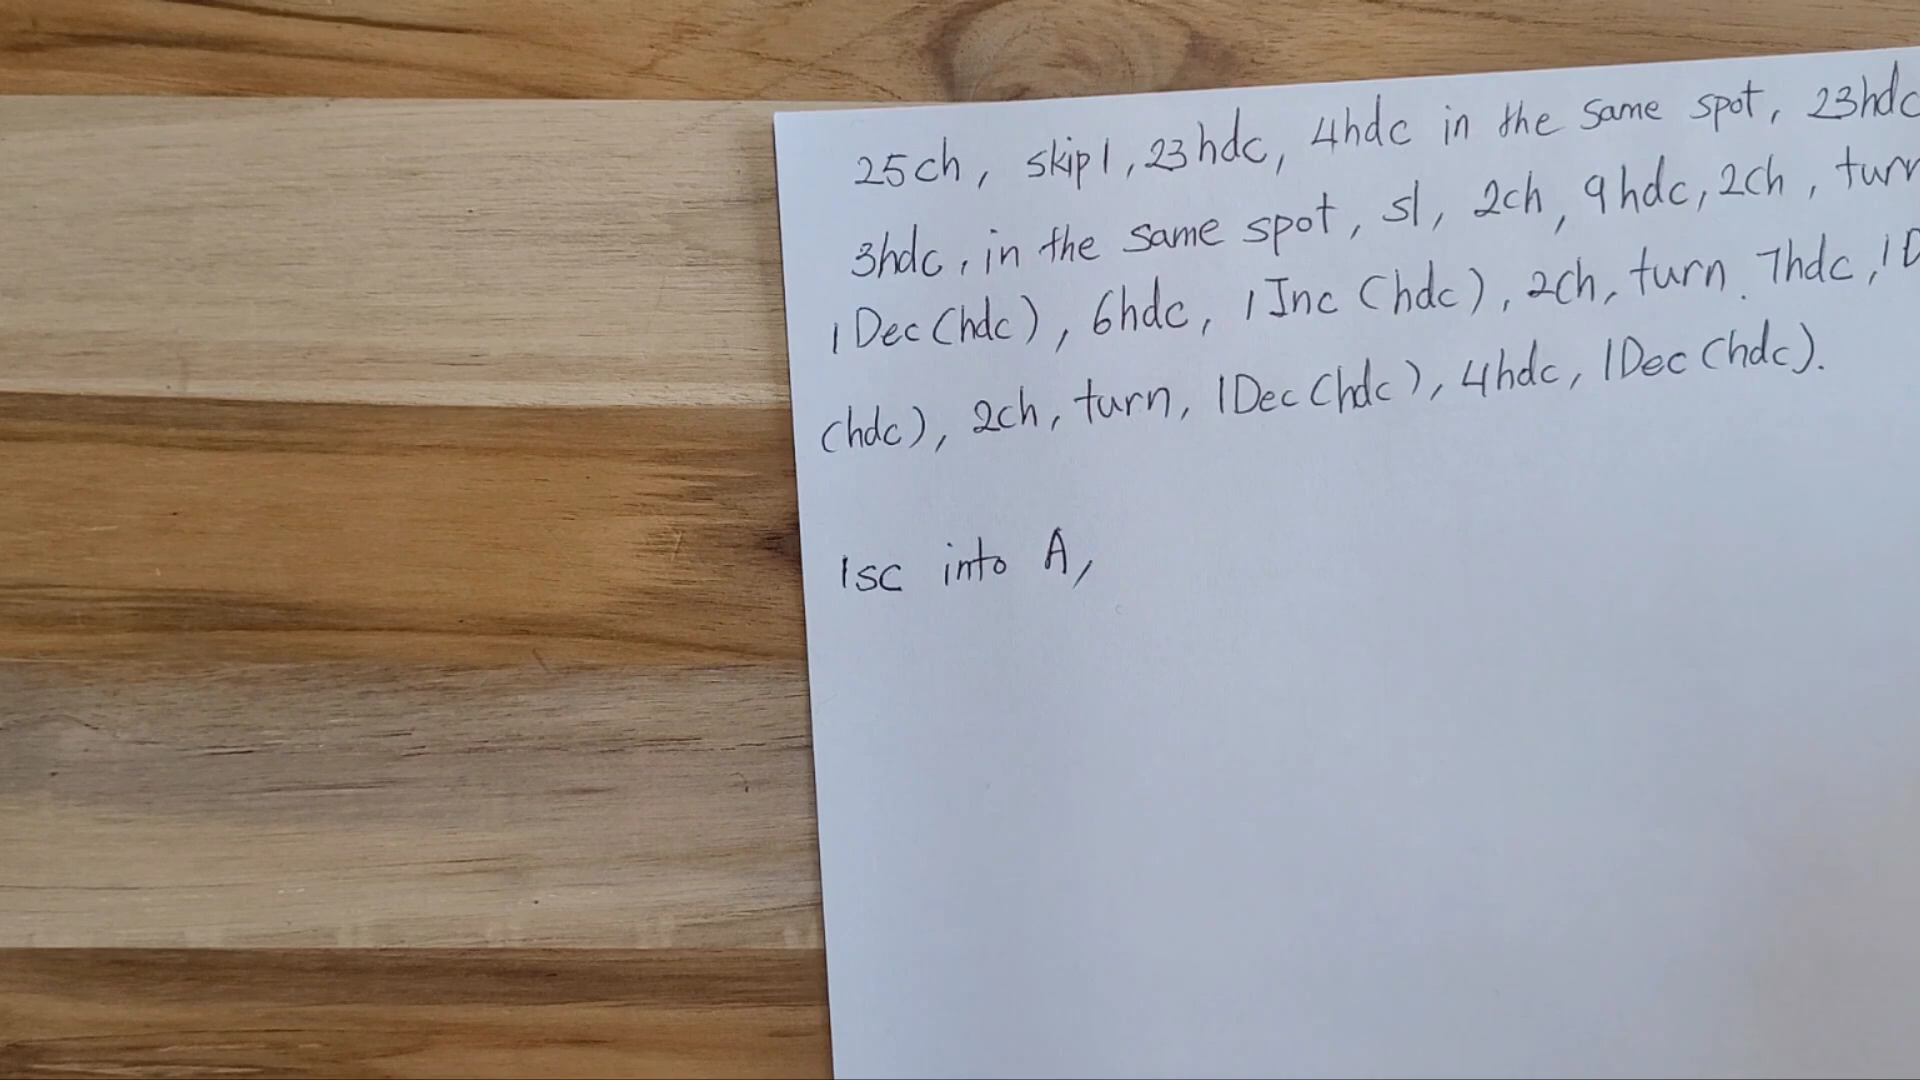 25ch, skip1, 23hdc, 4hdc in the same spot, 23hdc
3hdc, in the same spot, sl, 2ch, 9hdc, 2ch, turn
1Dec(hdc), 6hdc, 1Inc(hdc), 2ch, turn. 7hdc, 1D
(hdc), 2ch, turn, 1Dec(hdc), 4hdc, 1Dec(hdc).
1sc into A,